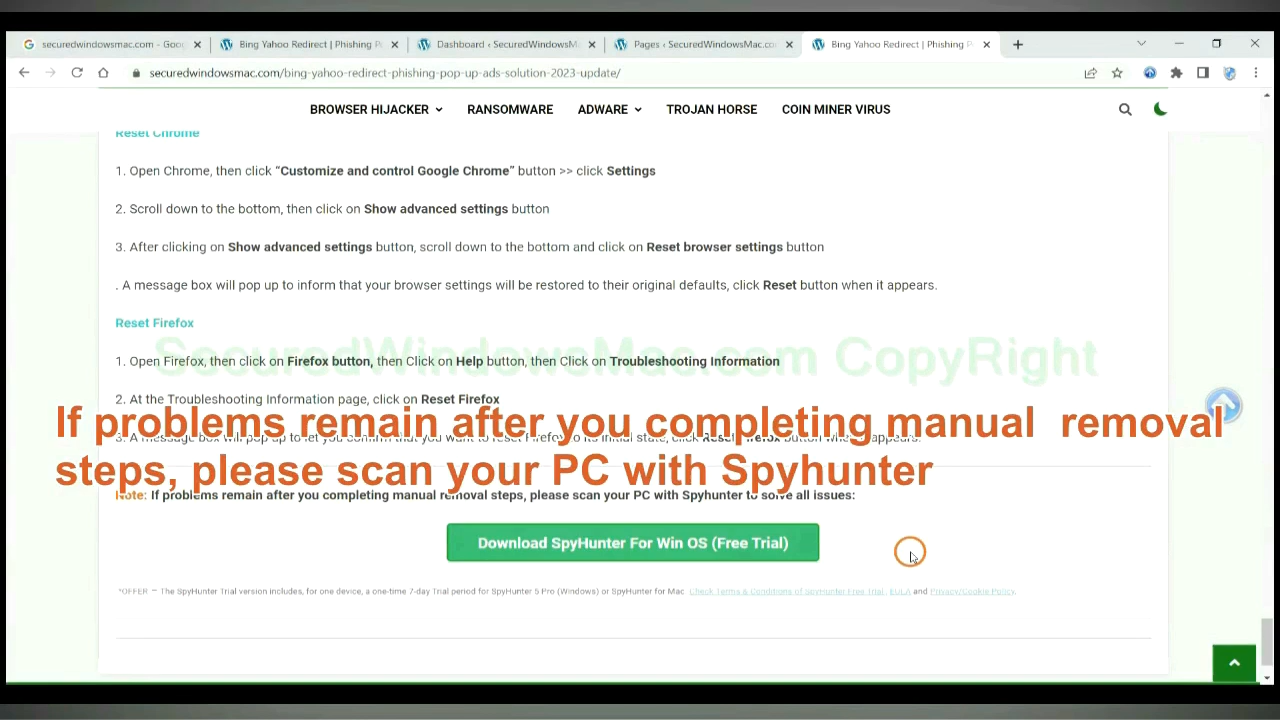 securedwindowsmac.com - Goo
Bing Yahoo Redirect | Phishing P
Dashboard ‹ SecuredWindowsM
Pages ‹ SecuredWindowsMac.co
Bing Yahoo Redirect | Phishing P
securedwindowsmac.com/bing-yahoo-redirect-phishing-pop-up-ads-solution-2023-update/
BROWSER HIJACKER RANSOMWARE ADWARE TROJAN HORSE COIN MINER VIRUS
Reset Chrome
1. Open Chrome, then click “Customize and control Google Chrome” button >> click Settings
2. Scroll down to the bottom, then click on Show advanced settings button
3. After clicking on Show advanced settings button, scroll down to the bottom and click on Reset browser settings button
. A message box will pop up to inform that your browser settings will be restored to their original defaults, click Reset button when it appears.
Reset Firefox
SecuredWindowsMac.com CopyRight
1. Open Firefox, then click on Firefox button, then Click on Help button, then Click on Troubleshooting Information
2. At the Troubleshooting Information page, click on Reset Firefox
If problems remain after you completing manual removal
3. A message box will pop up to let you confirm that you want to reset Firefox to its initial state, click Reset Firefox button when it appears.
steps, please scan your PC with Spyhunter
Note: If problems remain after you completing manual removal steps, please scan your PC with Spyhunter to solve all issues:
Download SpyHunter For Win OS (Free Trial)
*OFFER – The SpyHunter Trial version includes, for one device, a one-time 7-day Trial period for SpyHunter 5 Pro (Windows) or SpyHunter for Mac Check Terms & Conditions of SpyHunter Free Trial, EULA and Privacy/Cookie Policy.